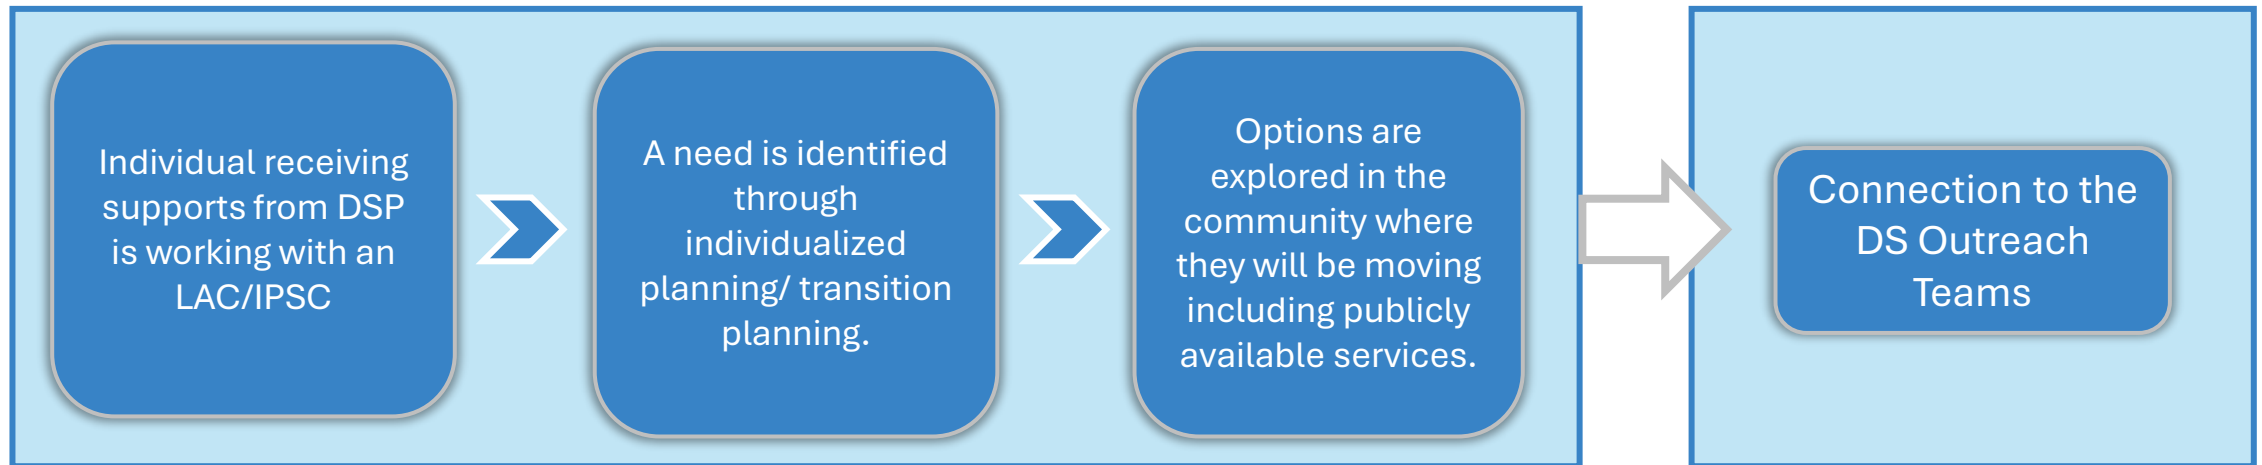 Individual receiving
supports from DSP
is working with an
LAC/IPSC
A need is identified
through
individualized
planning/ transition
planning.
Options are
explored in the
community where
they will be moving
including publicly
available services.
Connection to the
DS Outreach
Teams